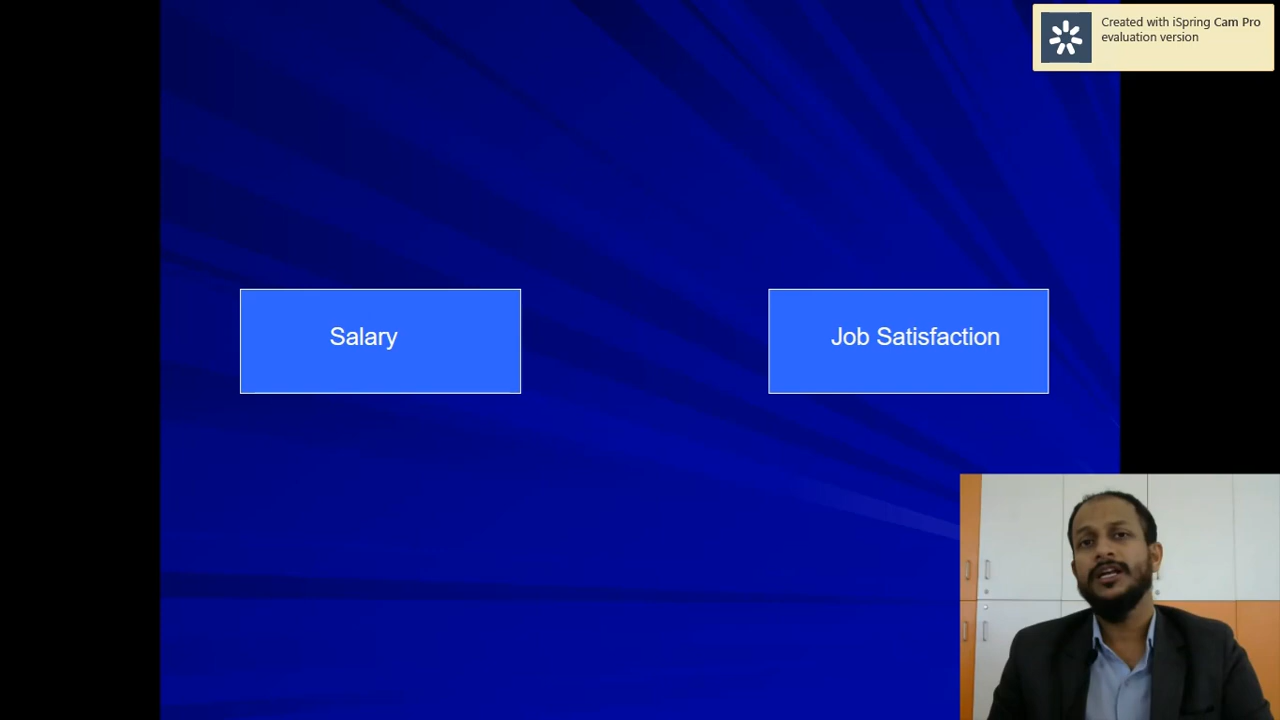 Created with iSpring Cam Pro
evaluation version
Salary
Job Satisfaction